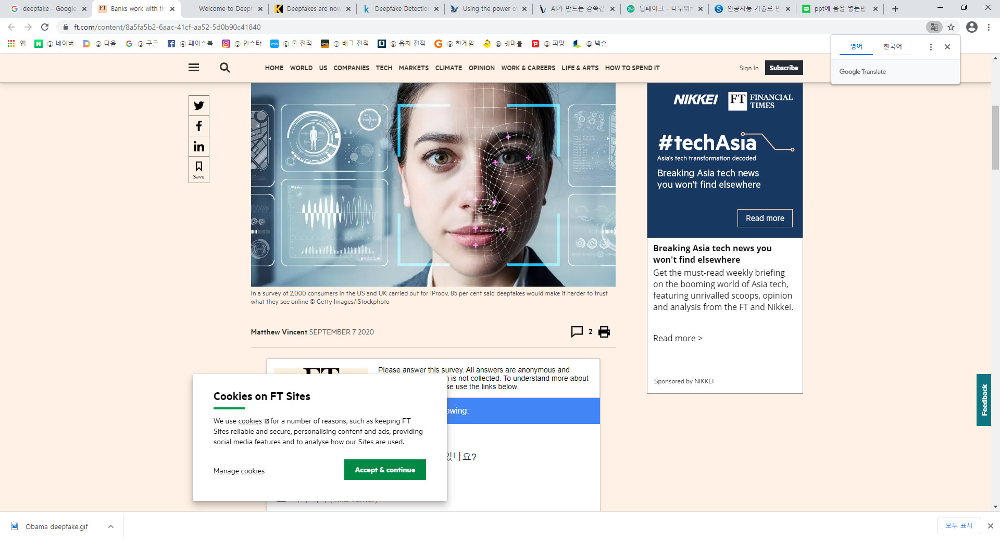 deepfake - Google
Banks work with fir
Welcome to Deepf
Deepfakes are now
Deepfake Detection
Using the power of
AI가 만드는 감쪽같
딥페이크 - 나무위키
인공지능 기술로 만
ppt에 움짤 넣는법
ft.com/content/8a5fa5b2-6aac-41cf-aa52-5d0b90c41840
앱
① 네이버
② 다음
③ 구글
④ 페이스북
⑤ 인스타
⑥ 롤 전적
⑦ 배그 전적
⑧ 옵치 전적
⑨ 한게임
⑩ 넷마블
⑪ 피망
⑫ 넥슨
영어 한국어
Google Translate
HOME WORLD US COMPANIES TECH MARKETS CLIMATE OPINION WORK & CAREERS LIFE & ARTS HOW TO SPEND IT
Sign In Subscribe
Save
In a survey of 2,000 consumers in the US and UK carried out for iProov, 85 per cent said deepfakes would make it harder to trust
what they see online © Getty Images/iStockphoto
Matthew Vincent SEPTEMBER 7 2020
2
NIKKEI FT FINANCIAL
TIMES
#techAsia
Asia's tech transformation decoded
Breaking Asia tech news
you won't find elsewhere
Read more
Breaking Asia tech news you
won't find elsewhere
Get the must-read weekly briefing
on the booming world of Asia tech,
featuring unrivalled scoops, opinion
and analysis from the FT and Nikkei.
Read more >
Sponsored by NIKKEI
Please answer this survey. All answers are anonymous and
n is not collected. To understand more about
se use the links below.
owing:
있나요?
Cookies on FT Sites
We use cookies for a number of reasons, such as keeping FT
Sites reliable and secure, personalising content and ads, providing
social media features and to analyse how our Sites are used.
Manage cookies
Accept & continue
Feedback
Obama deepfake.gif
모두 표시